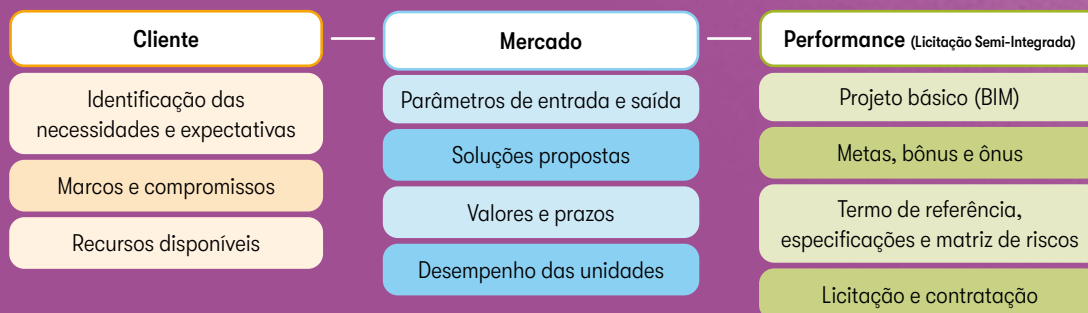 Cliente
Identificação das
necessidades e expectativas
Marcos e compromissos
Recursos disponíveis
Mercado
Parâmetros de entrada e saída
Soluções propostas
Valores e prazos
Desempenho das unidades
Performance (Licitação Semi-Integrada)
Projeto básico (BIM)
Metas, bônus e ônus
Termo de referência,
especificações e matriz de riscos
Licitação e contratação